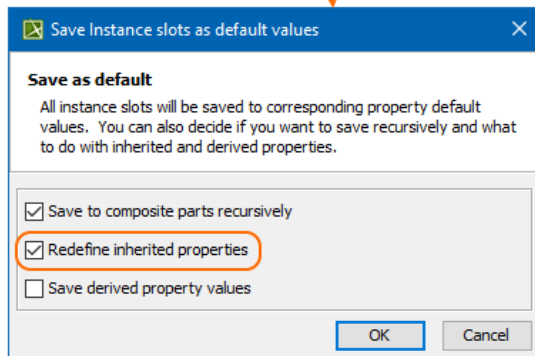 Save Instance slots as default values
Save as default
All instance slots will be saved to corresponding property default
values. You can also decide if you want to save recursively and what
to do with inherited and derived properties.
Save to composite parts recursively
Redefine inherited properties
Save derived property values
OK
Cancel